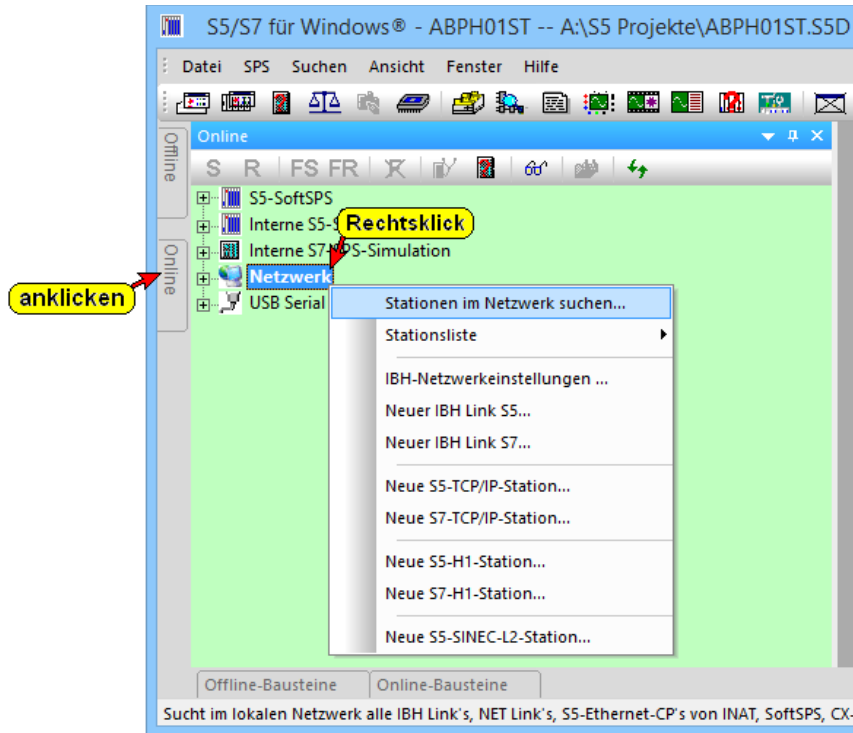 S5/S7 für Windows® - ABPH01ST -- A:\S5 Projekte\ABPH01ST.S5D
Datei SPS Suchen Ansicht Fenster Hilfe
Offline
Online
S R FS FR
S5-SoftSPS
Interne S5-S
Rechtsklick
Interne S7-SPS-Simulation
Online
Netzwerk
anklicken
USB Serial
Stationen im Netzwerk suchen...
Stationsliste
IBH-Netzwerkeinstellungen ...
Neuer IBH Link S5...
Neuer IBH Link S7...
Neue S5-TCP/IP-Station...
Neue S7-TCP/IP-Station...
Neue S5-H1-Station...
Neue S7-H1-Station...
Neue S5-SINEC-L2-Station...
Offline-Bausteine Online-Bausteine
Sucht im lokalen Netzwerk alle IBH Link's, NET Link's, S5-Ethernet-CP's von INAT, SoftSPS, CX-